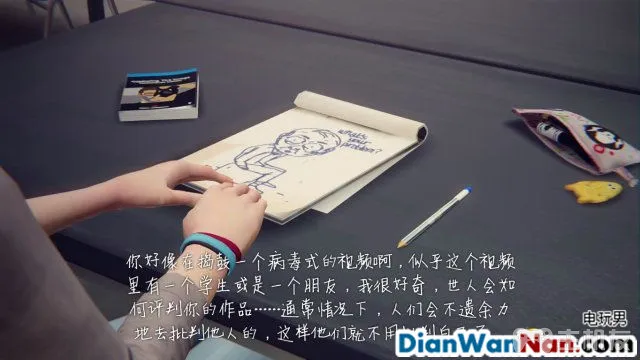 what's
your
problem?
你好像在捣鼓一个病毒式的视频啊，似乎这个视频
里有一个学生或是一个朋友，我很好奇，世人会如
何评判你的作品……通常情况下，人们会不遗余力
地去批判他人的，这样他们就不用
电玩男
DianWanNan.com